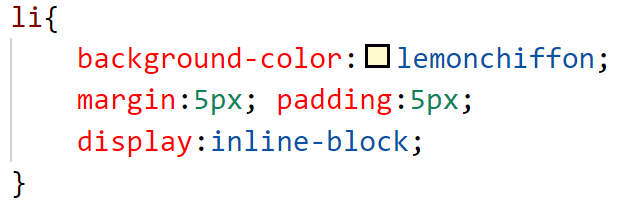 li{
background-color:lemonchiffon;
margin:5px; padding:5px;
display:inline-block;
}